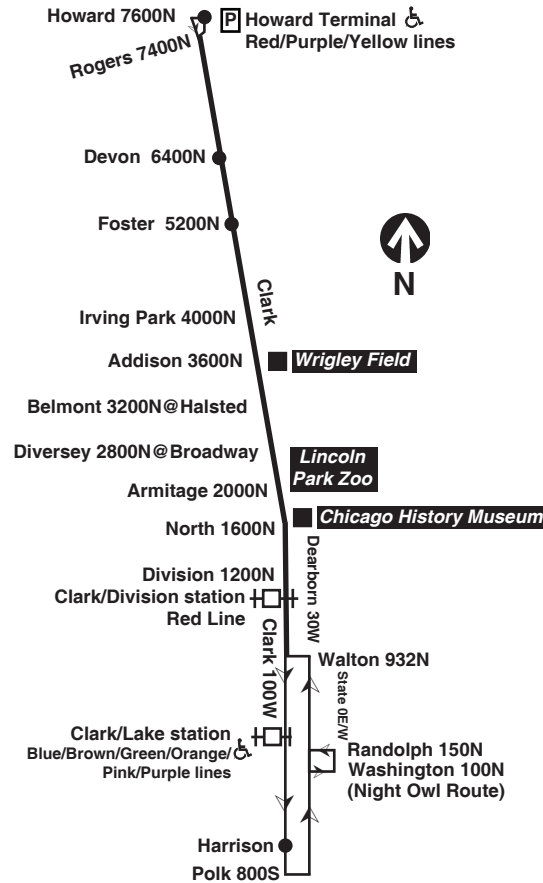 Howard 7600N
P Howard Terminal
Red/Purple/Yellow lines
Rogers 7400N
Devon 6400N
Foster 5200N
N
Clark
Irving Park 4000N
Addison 3600N
Wrigley Field
Belmont 3200N@Halsted
Diversey 2800N@Broadway
Lincoln
Park Zoo
Armitage 2000N
Chicago History Museum
North 1600N
Dearborn 30W
Division 1200N
Clark/Division station
Red Line
Clark 100W
Walton 932N
State 0E/W
Clark/Lake station
Blue/Brown/Green/Orange/
Pink/Purple lines
Randolph 150N
Washington 100N
(Night Owl Route)
Harrison
Polk 800S